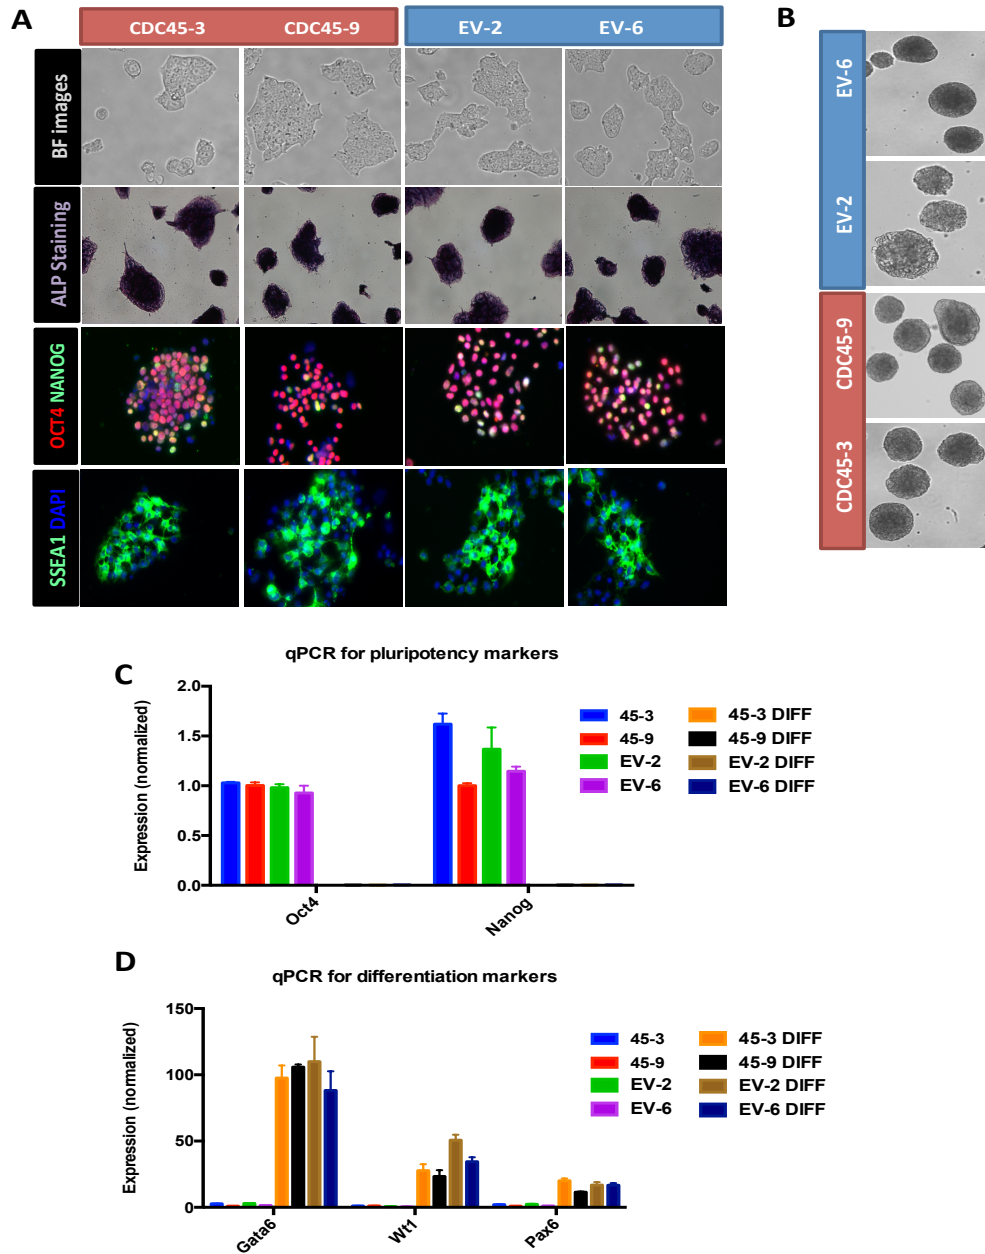 A
CDC45-3 CDC45-9 EV-2 EV-6
BF images
ALP Staining
OCT4 NANOG
SSEA1 DAPI
B
EV-6
EV-2
CDC45-9
CDC45-3
C
qPCR for pluripotency markers
Expression (normalized)
2.0
1.5
1.0
0.5
0.0
Oct4
Nanog
45-3 45-3 DIFF
45-9 45-9 DIFF
EV-2 EV-2 DIFF
EV-6 EV-6 DIFF
D
qPCR for differentiation markers
Expression (normalized)
150
100
50
0
Gata6
Wt1
Pax6
45-3 45-3 DIFF
45-9 45-9 DIFF
EV-2 EV-2 DIFF
EV-6 EV-6 DIFF